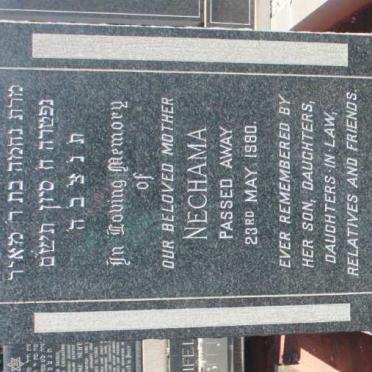 מרת נחמה בת ר' מאיר
נפטרה ח' סיון תש"ם
ת נ צ ב ה
In Loving Memory
of
OUR BELOVED MOTHER
NECHAMA
PASSED AWAY
23RD MAY 1980.
EVER REMEMBERED BY
HER SON, DAUGHTERS,
DAUGHTERS IN LAW,
RELATIVES AND FRIENDS.